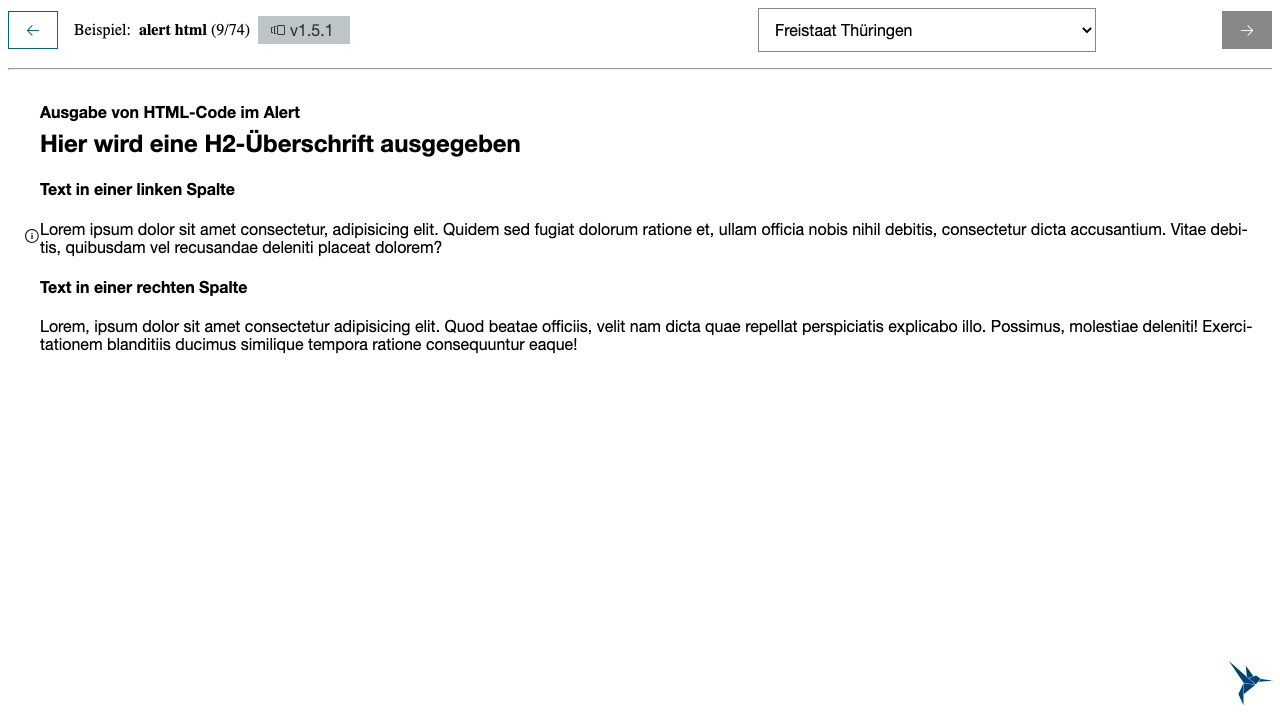 Beispiel: alert html (9/74) v1.5.1 Freistaat Thüringen
Ausgabe von HTML-Code im Alert
Hier wird eine H2-Überschrift ausgegeben
Text in einer linken Spalte
Lorem ipsum dolor sit amet consectetur, adipisicing elit. Quidem sed fugiat dolorum ratione et, ullam officia nobis nihil debitis, consectetur dicta accusantium. Vitae debi-
tis, quibusdam vel recusandae deleniti placeat dolorem?
Text in einer rechten Spalte
Lorem, ipsum dolor sit amet consectetur adipisicing elit. Quod beatae officiis, velit nam dicta quae repellat perspiciatis explicabo illo. Possimus, molestiae deleniti! Exerci-
tationem blanditiis ducimus similique tempora ratione consequuntur eaque!